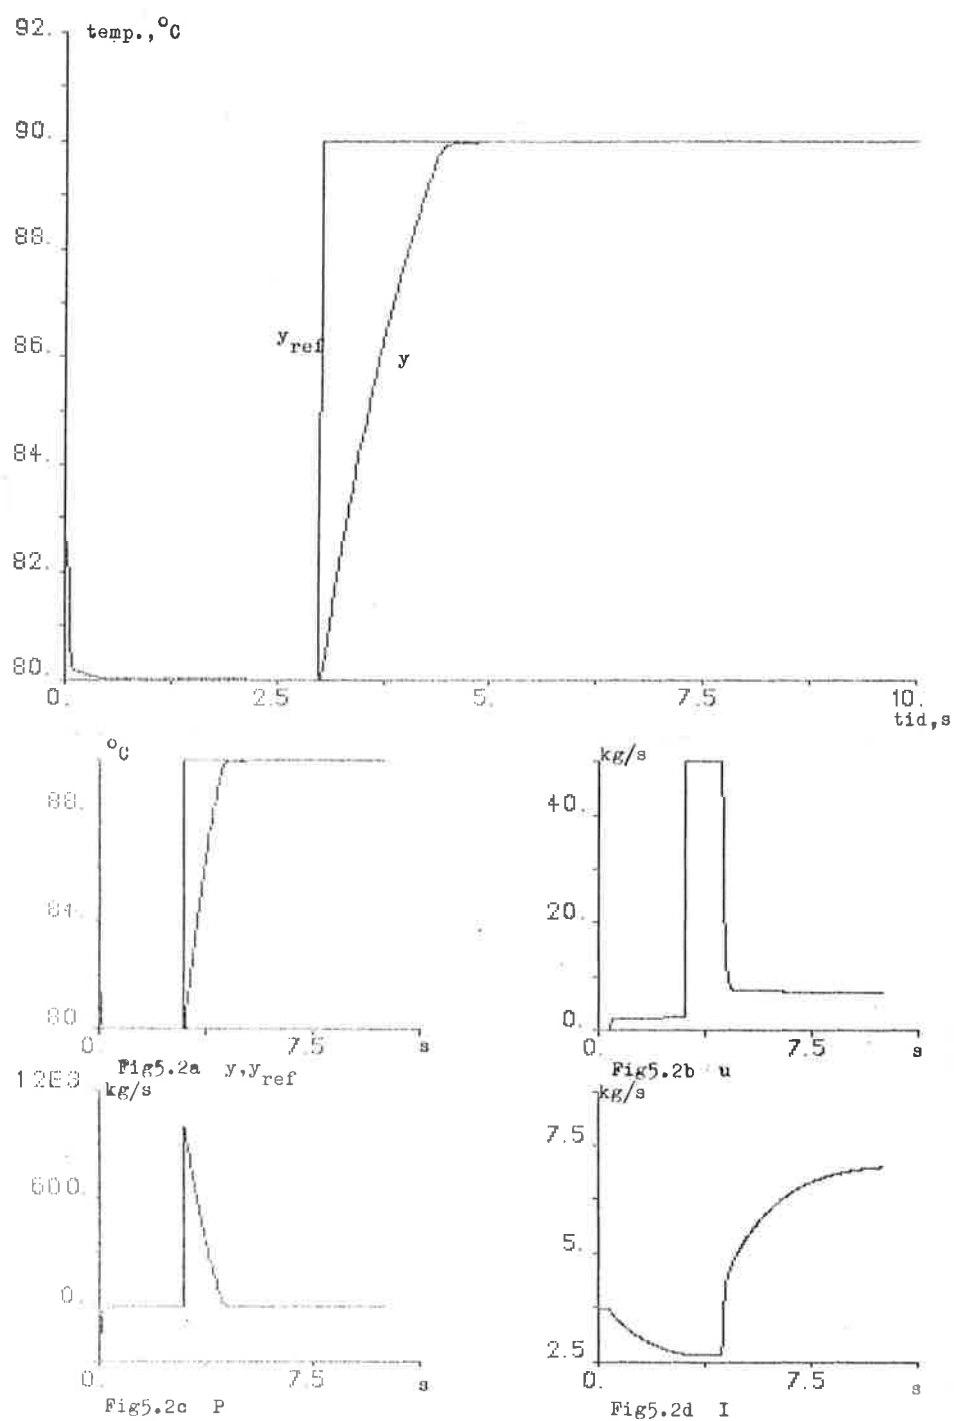 92.
temp.,°C
90.
88.
y_ref
86.
y
84.
82.
80.
0. 2.5 5. 7.5 10.
tid,s
°C
88.
84.
80
0. 7.5 s
Fig5.2a y,y_ref
kg/s
40.
20.
0.
0. 7.5 s
Fig5.2b u
12E3
kg/s
600.
0.
0. 7.5 s
Fig5.2c P
kg/s
7.5
5.
2.5
0. 7.5 s
Fig5.2d I